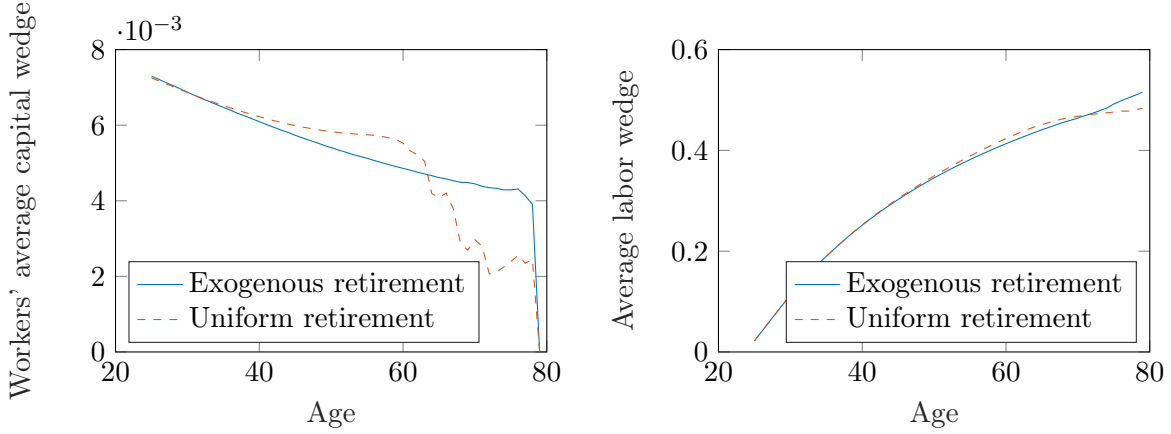 ·10−3
8
6
4
2
0
20
40
60
80
Workers' average capital wedge
Age
Exogenous retirement
Uniform retirement
0.6
0.4
0.2
0
20
40
60
80
Average labor wedge
Age
Exogenous retirement
Uniform retirement